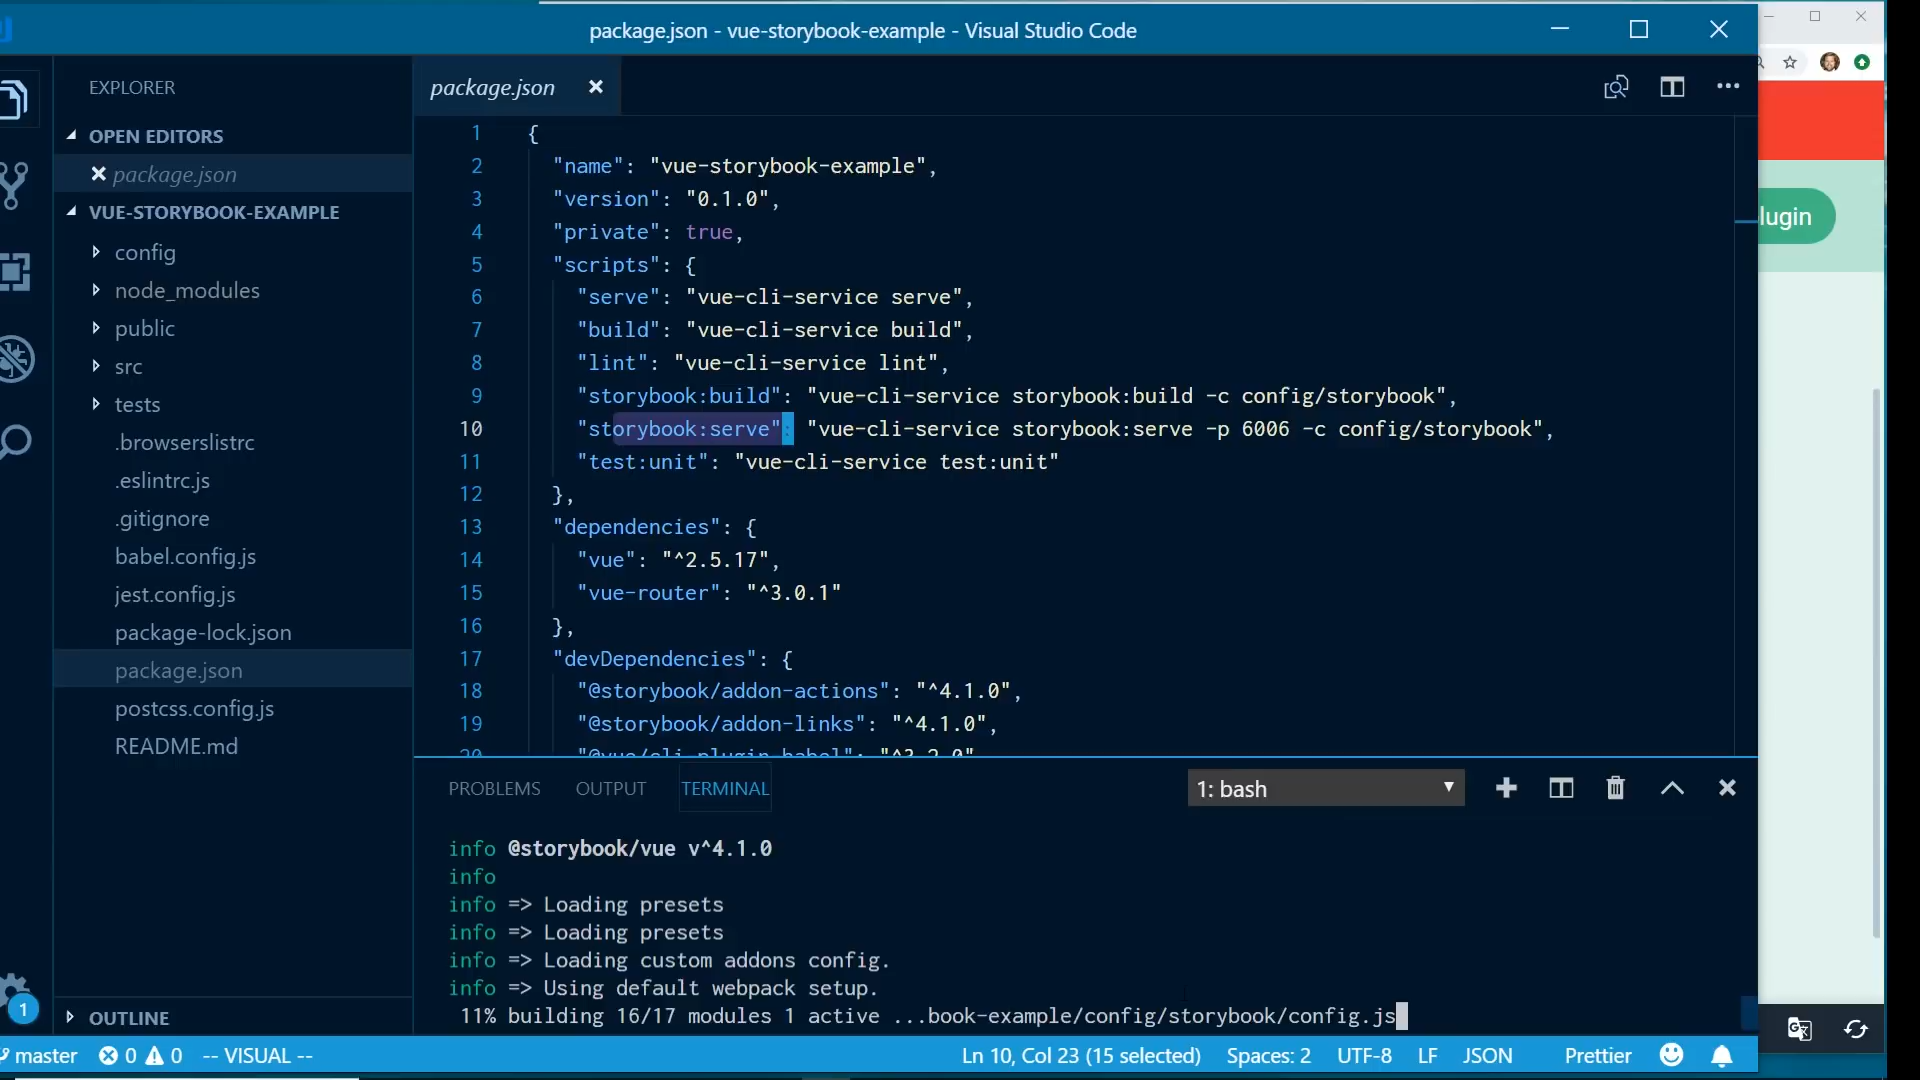 package.json - vue-storybook-example - Visual Studio Code
EXPLORER
OPEN EDITORS
package.json
VUE-STORYBOOK-EXAMPLE
config
node_modules
public
src
tests
.browserslistrc
.eslintrc.js
.gitignore
babel.config.js
jest.config.js
package-lock.json
package.json
postcss.config.js
README.md
OUTLINE
package.json
1 {
2 "name": "vue-storybook-example",
3 "version": "0.1.0",
4 "private": true,
5 "scripts": {
6 "serve": "vue-cli-service serve",
7 "build": "vue-cli-service build",
8 "lint": "vue-cli-service lint",
9 "storybook:build": "vue-cli-service storybook:build -c config/storybook",
10 "storybook:serve": "vue-cli-service storybook:serve -p 6006 -c config/storybook",
11 "test:unit": "vue-cli-service test:unit"
12 },
13 "dependencies": {
14 "vue": "^2.5.17",
15 "vue-router": "^3.0.1"
16 },
17 "devDependencies": {
18 "@storybook/addon-actions": "^4.1.0",
19 "@storybook/addon-links": "^4.1.0",
20 "@vue/cli-plugin-babel": "^3.2.0"
lugin
PROBLEMS OUTPUT TERMINAL 1: bash
info @storybook/vue v^4.1.0
info
info => Loading presets
info => Loading presets
info => Loading custom addons config.
info => Using default webpack setup.
11% building 16/17 modules 1 active ...book-example/config/storybook/config.js
1
master 0 0 -- VISUAL -- Ln 10, Col 23 (15 selected) Spaces: 2 UTF-8 LF JSON Prettier